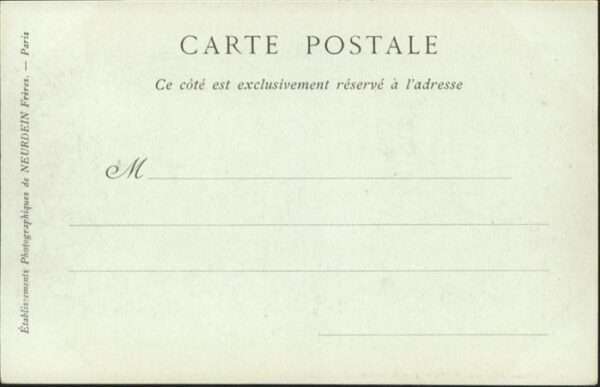 CARTE POSTALE
Ce côté est exclusivement réservé à l'adresse
M
Établissements Photographiques de NEURDEIN Frères. — Paris